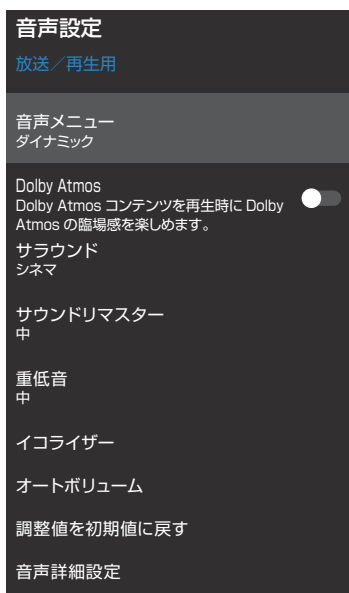 音声設定
放送／再生用
音声メニュー
ダイナミック
Dolby Atmos
Dolby Atmos コンテンツを再生時に Dolby
Atmos の臨場感を楽しめます。
サラウンド
シネマ
サウンドリマスター
中
重低音
中
イコライザー
オートボリューム
調整値を初期値に戻す
音声詳細設定